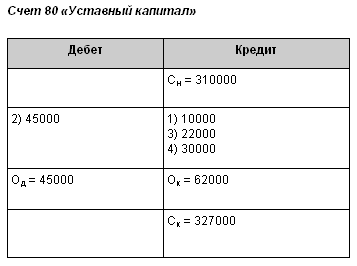 Счет 80 «Уставный капитал»
Дебет Кредит
Сн = 310000
2) 45000 1) 10000
3) 22000
4) 30000
Од = 45000 Ок = 62000
Ск = 327000